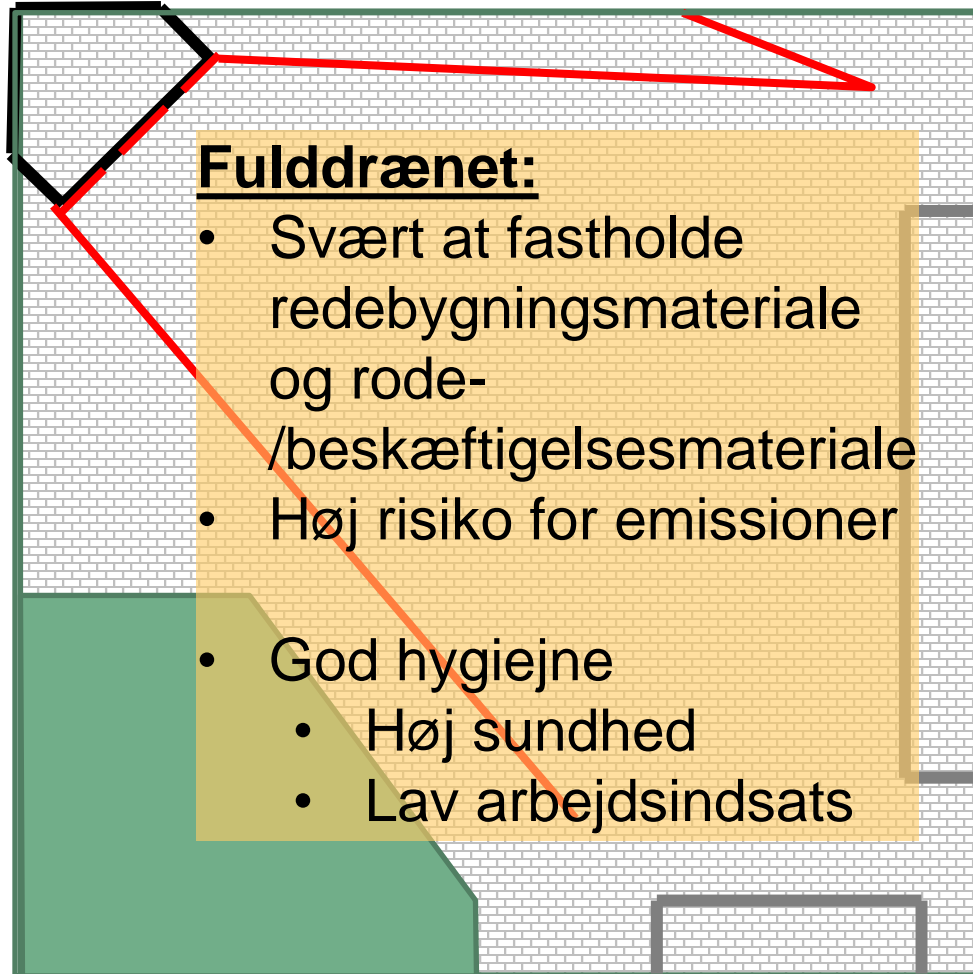 Fulddrænet:
• Svært at fastholde
redebygningsmateriale
og rode-
/beskæftigelsesmateriale
• Høj risiko for emissioner
• God hygiejne
• Høj sundhed
• Lav arbejdsindsats